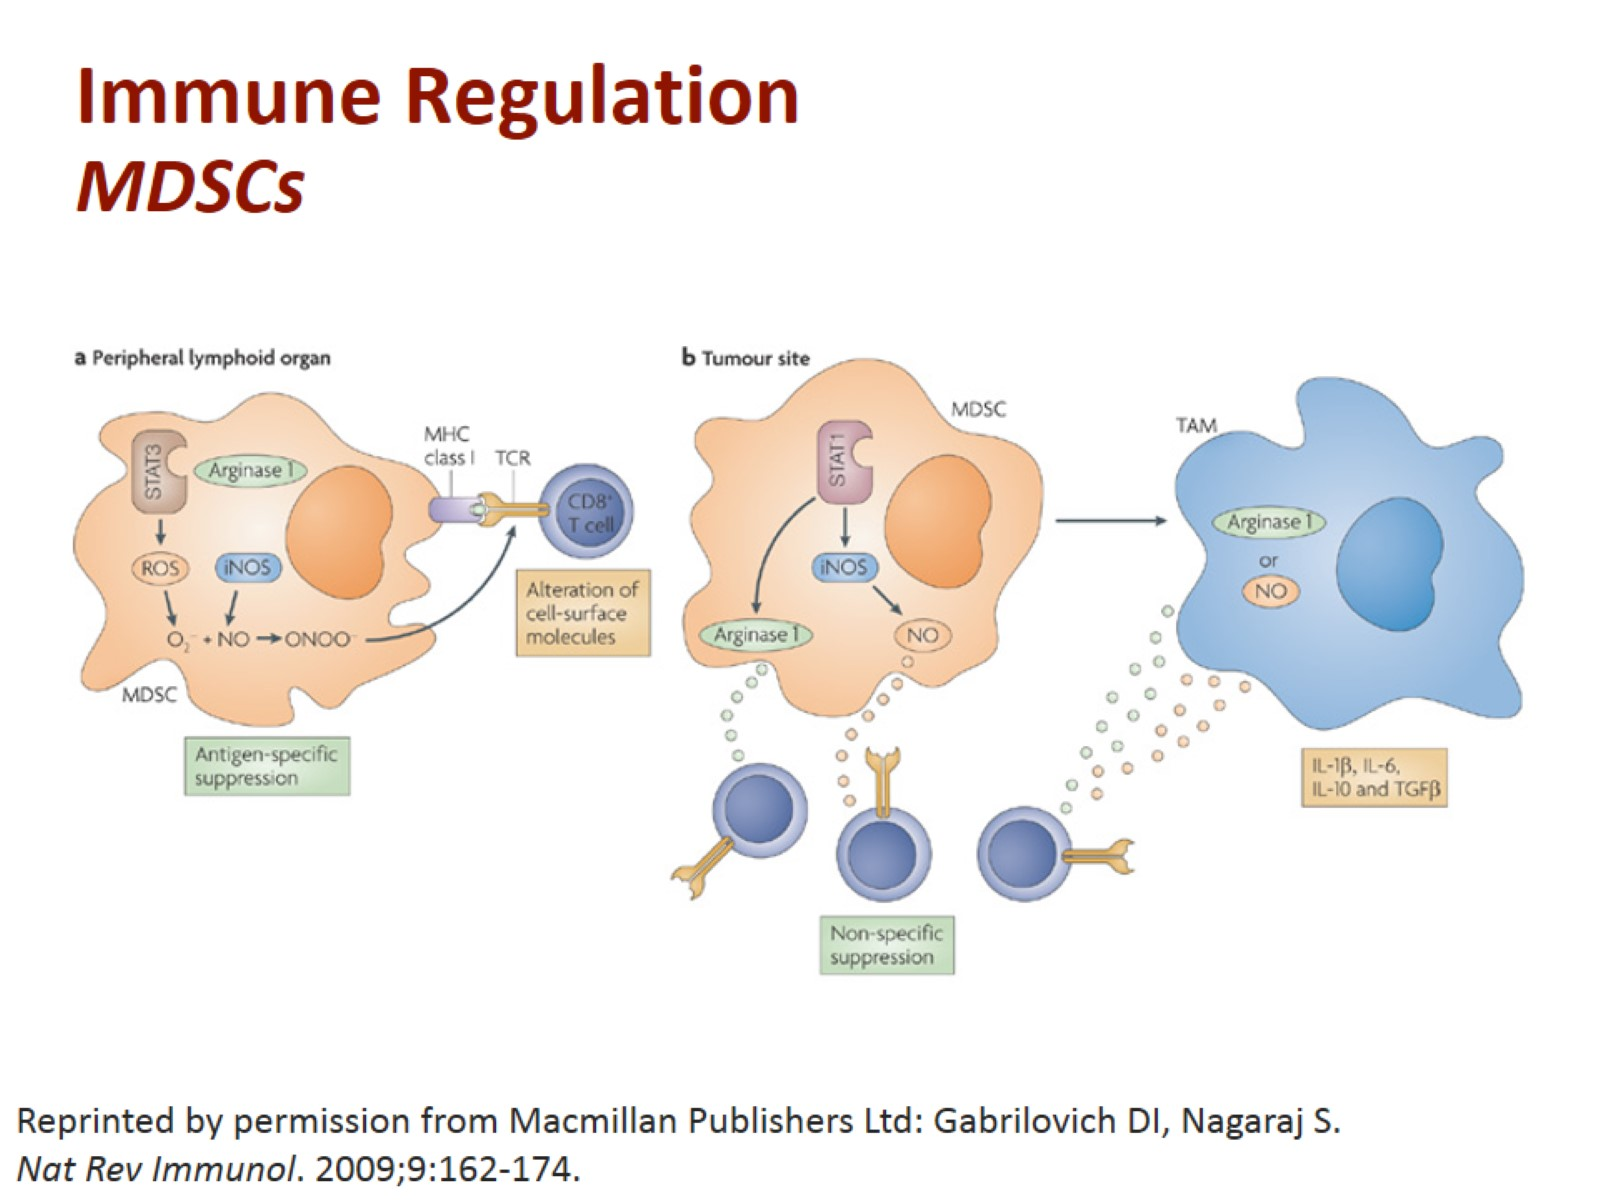 Immune Regulation
MDSCs
a Peripheral lymphoid organ
STAT3
Arginase 1
MHC
class I
TCR
CD8⁺
T cell
ROS
iNOS
O₂⁻ + NO → ONOO⁻
Alteration of
cell-surface
molecules
MDSC
Antigen-specific
suppression
b Tumour site
MDSC
STAT1
iNOS
Arginase 1
NO
Non-specific
suppression
TAM
Arginase 1
or
NO
IL-1β, IL-6,
IL-10 and TGFβ
Reprinted by permission from Macmillan Publishers Ltd: Gabrilovich DI, Nagaraj S.
Nat Rev Immunol. 2009;9:162-174.